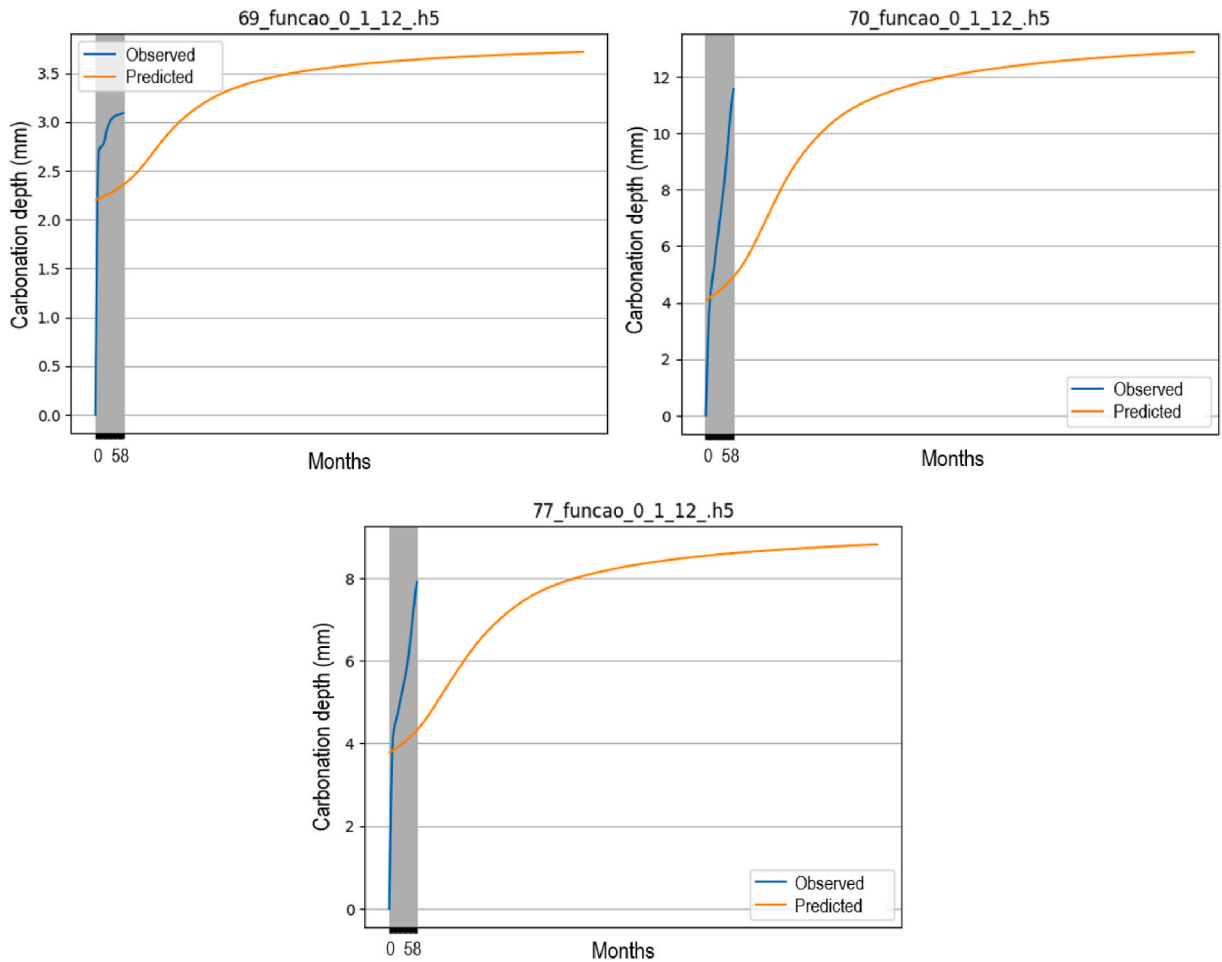 69_funcao_0_1_12_.h5
Observed
Predicted
3.5
3.0
2.5
2.0
1.5
1.0
0.5
0.0
Carbonation depth (mm)
0 58
Months
70_funcao_0_1_12_.h5
12
10
8
6
4
2
0
Carbonation depth (mm)
Observed
Predicted
0 58
Months
77_funcao_0_1_12_.h5
8
6
4
2
0
Carbonation depth (mm)
Observed
Predicted
0 58
Months